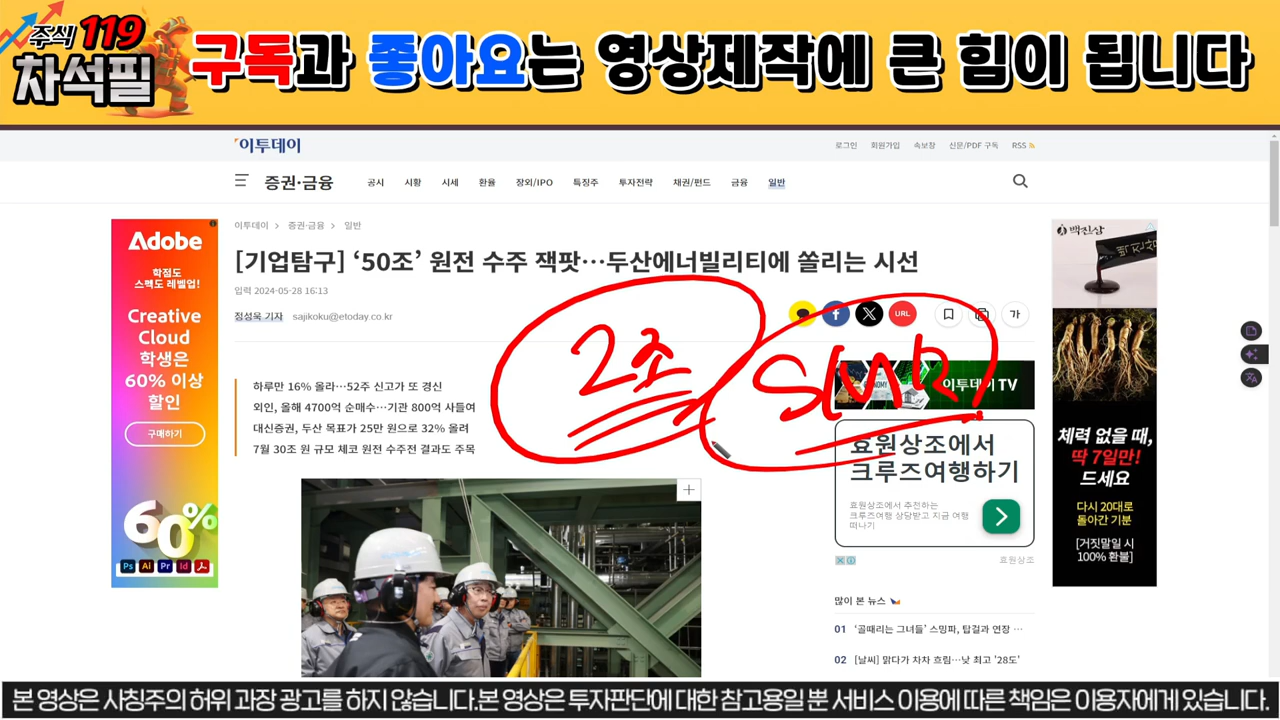 주식 119
차석필
구독과 좋아요는 영상제작에 큰 힘이 됩니다
이투데이
로그인 회원가입 속보창 신문/PDF 구독 RSS
증권·금융 공시 시황 시세 환율 장외/IPO 특징주 투자전략 채권/펀드 금융 일반
이투데이 > 증권·금융 > 일반
[기업탐구] ‘50조’ 원전 수주 잭팟…두산에너빌리티에 쏠리는 시선
입력 2024-05-28 16:13
정성욱 기자 sajikoku@etoday.co.kr
URL
가
2조
SMR
하루만 16% 올라…52주 신고가 또 경신
외인, 올해 4700억 순매수…기관 800억 사들여
대신증권, 두산 목표가 25만 원으로 32% 올려
7월 30조 원 규모 체코 원전 수주전 결과도 주목
Adobe
학점도
스펙도 레벨업!
Creative
Cloud
학생은
60% 이상
할인
구매하기
60%
Ps Ai Pr Id
이투데이 TV
효원상조에서
크루즈여행하기
효원상조에서 추천하는
크루즈여행 상담받고 지금 여행
떠나기
효원상조
많이 본 뉴스
01 ‘골때리는 그녀들’ 스밍파, 탑걸과 연장 …
02 [날씨] 맑다가 차차 흐림…낮 최고 '28도'
백진삼
체력 없을 때,
딱 7일만!
드세요
다시 20대로
돌아간 기분
[거짓말일 시
100% 환불]
본 영상은 사칭주의 허위 과장 광고를 하지 않습니다.본 영상은 투자판단에 대한 참고용일 뿐 서비스 이용에 따른 책임은 이용자에게 있습니다.